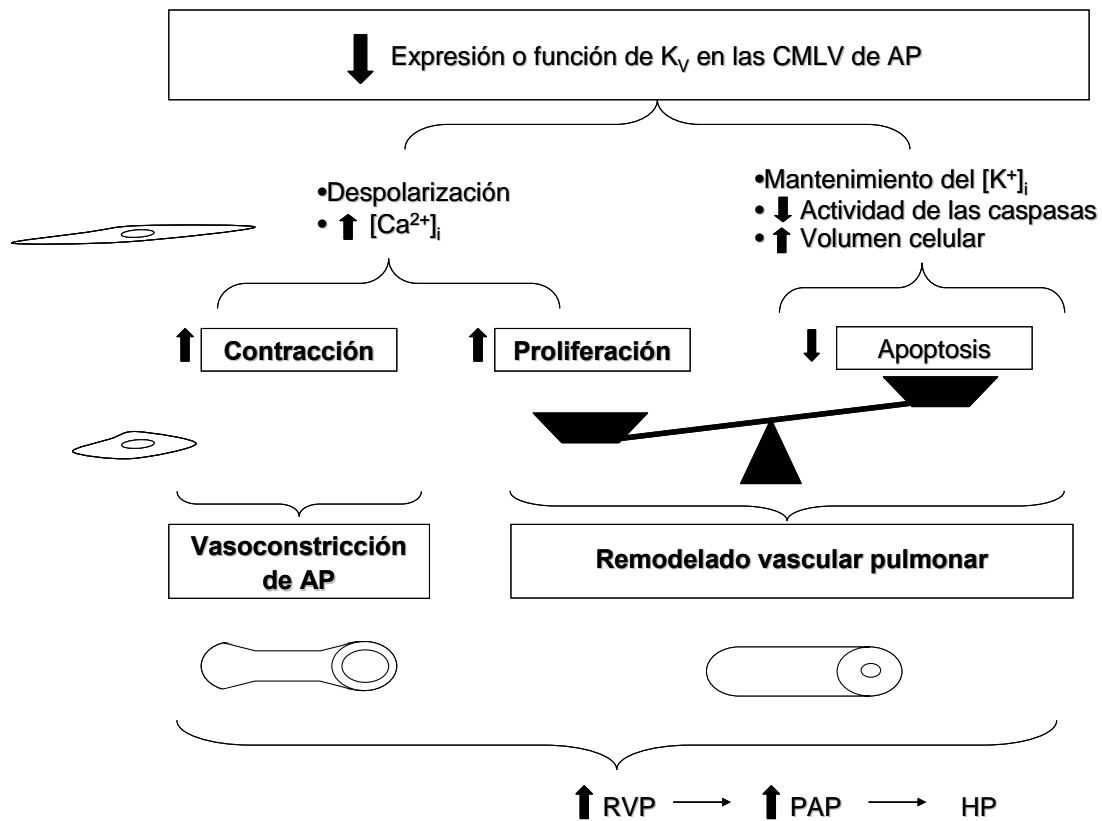 Expresión o función de KV en las CMLV de AP
•Despolarización
• [Ca2+]i
•Mantenimiento del [K+]i
• Actividad de las caspasas
• Volumen celular
Contracción
Proliferación
Apoptosis
Vasoconstricción
de AP
Remodelado vascular pulmonar
RVP
PAP
HP